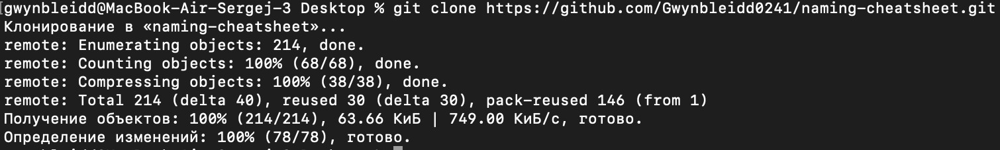 [gwynbleidd@MacBook-Air-Sergej-3 Desktop % git clone https://github.com/Gwynbleidd0241/naming-cheatsheet.git
Клонирование в «naming-cheatsheet»...
remote: Enumerating objects: 214, done.
remote: Counting objects: 100% (68/68), done.
remote: Compressing objects: 100% (38/38), done.
remote: Total 214 (delta 40), reused 30 (delta 30), pack-reused 146 (from 1)
Получение объектов: 100% (214/214), 63.66 КиБ | 749.00 КиБ/с, готово.
Определение изменений: 100% (78/78), готово.